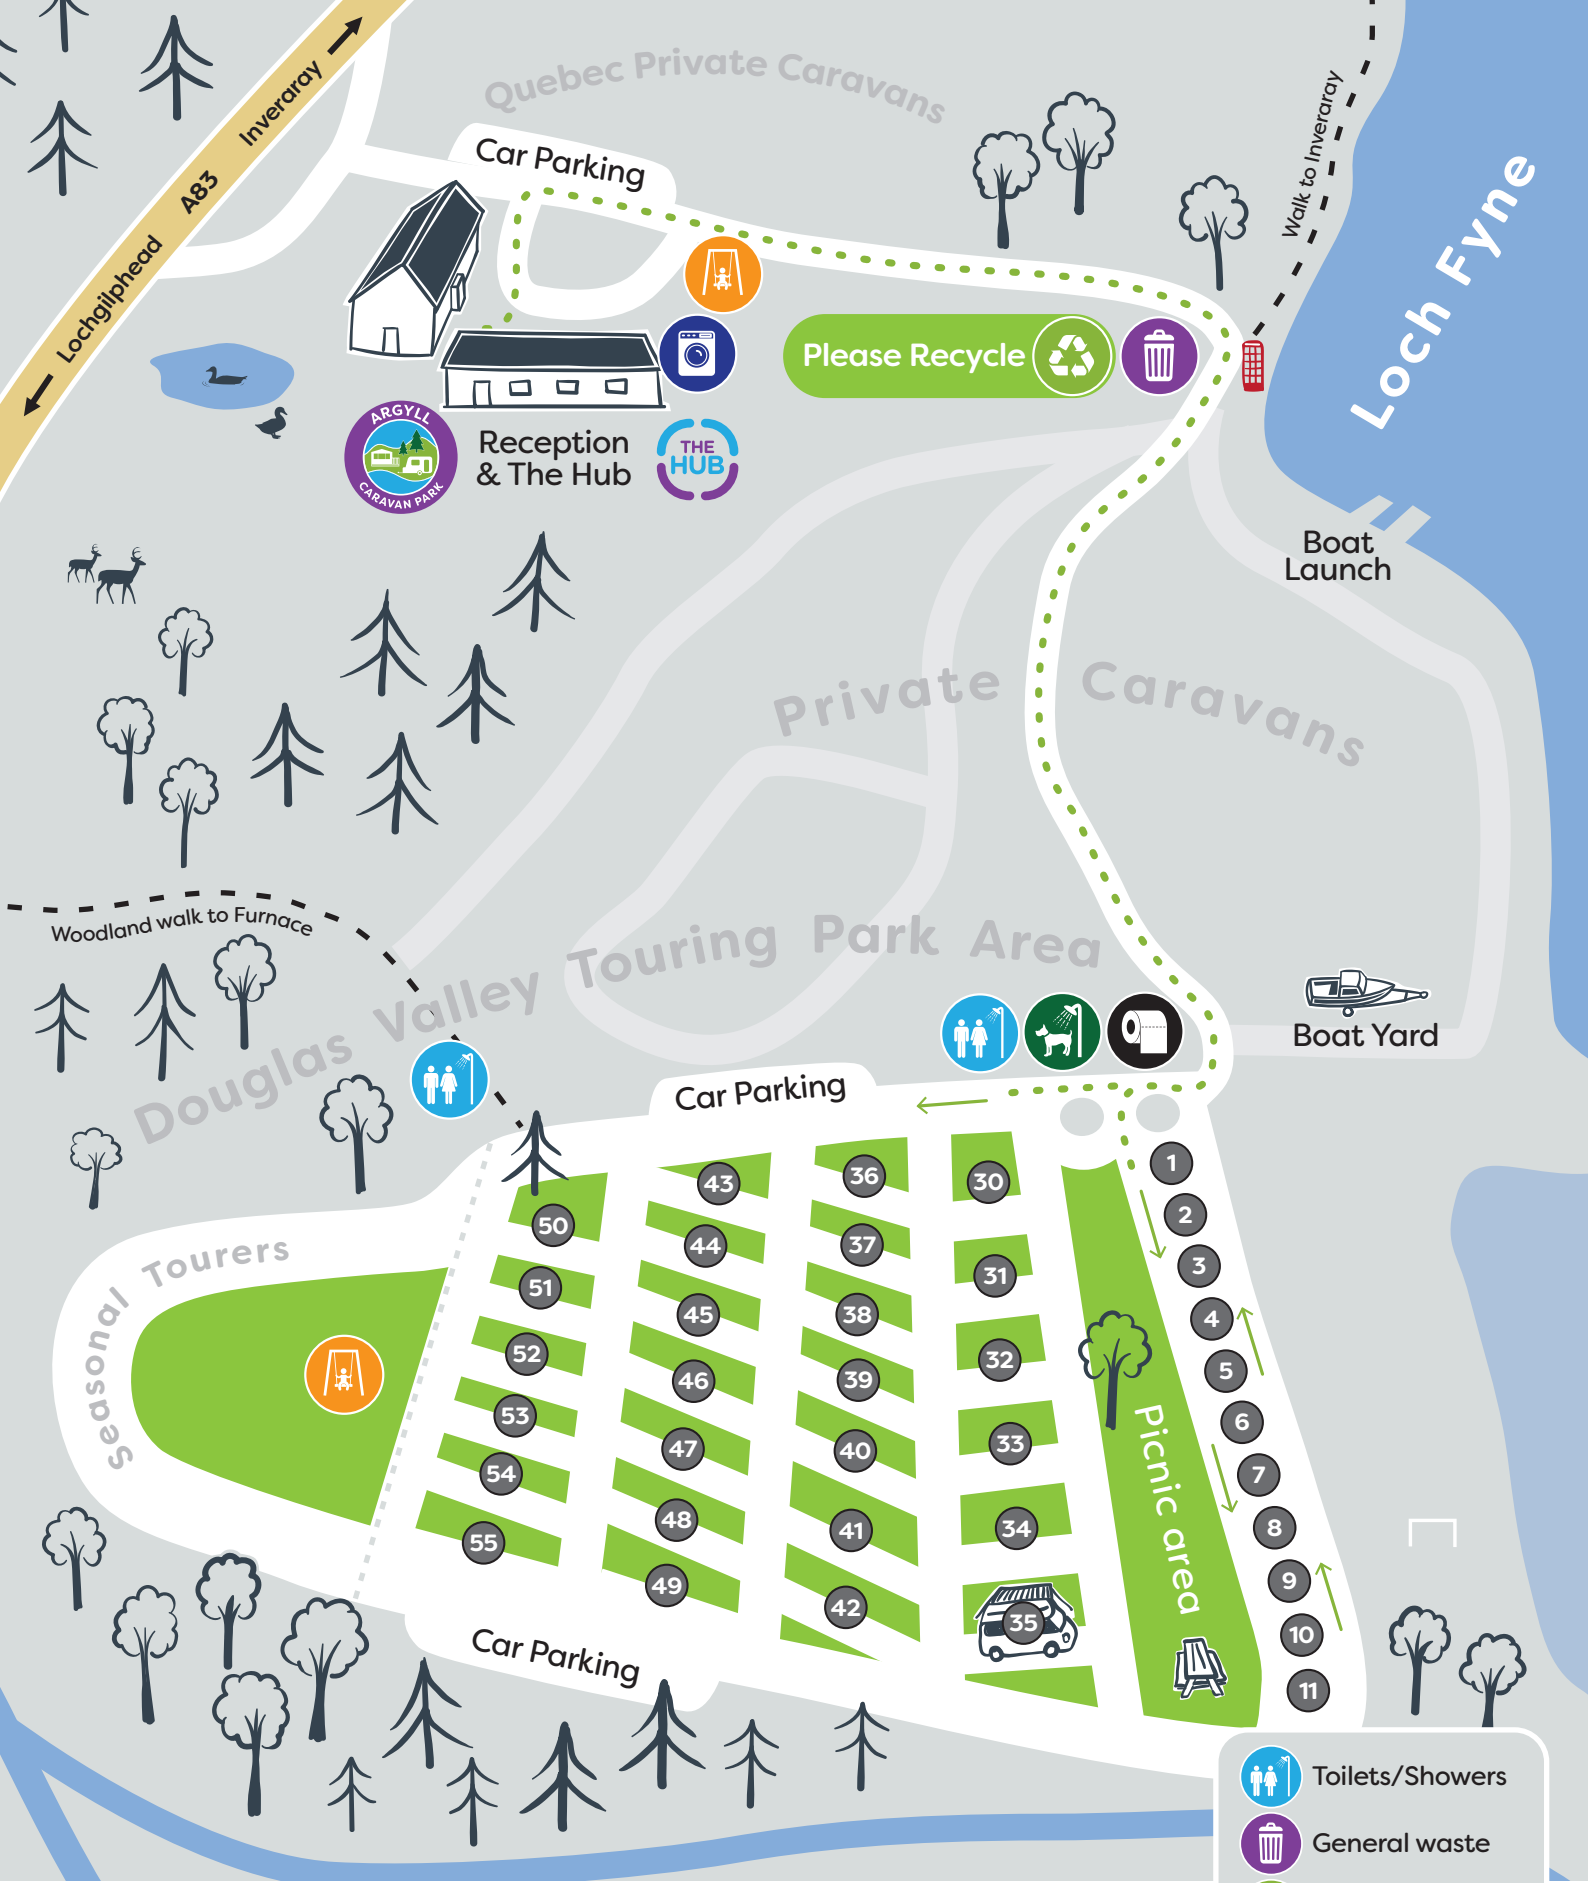 Quebec Private Caravans
Car Parking
Inveraray
A83
Lochgilphead
Walk to Inveraray
Loch Fyne
Please Recycle
ARGYLL
CARAVAN PARK
Reception
& The Hub
THE
HUB
Boat
Launch
Private Caravans
Woodland walk to Furnace
Douglas Valley Touring Park Area
Boat Yard
Car Parking
Seasonal Tourers
1
2
3
4
5
6
7
8
9
10
11
30
31
32
33
34
35
36
37
38
39
40
41
42
43
44
45
46
47
48
49
50
51
52
53
54
55
Picnic area
Car Parking
Toilets/Showers
General waste